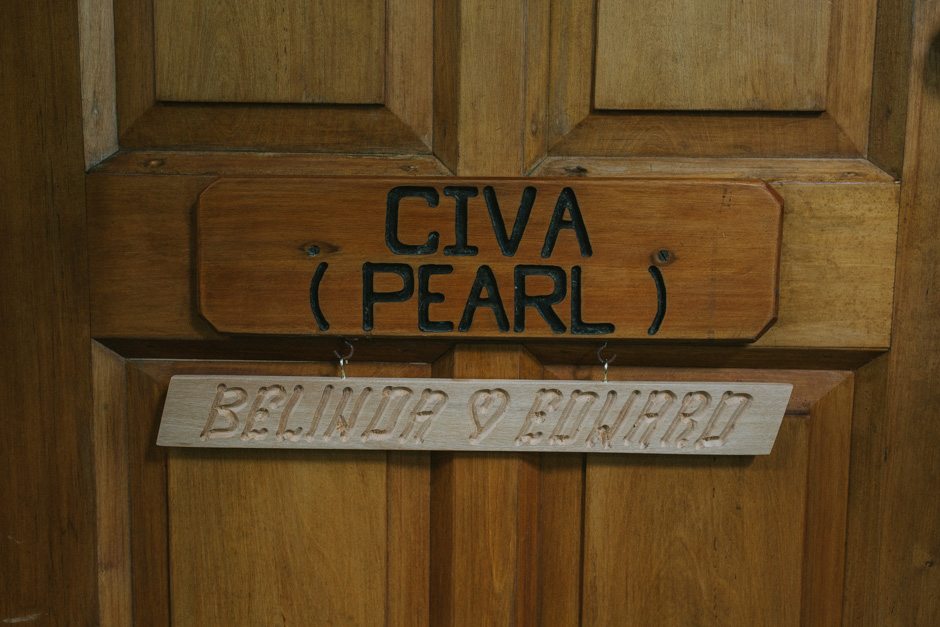 CIVA
(PEARL)
BELINDA ♡ EDWARD